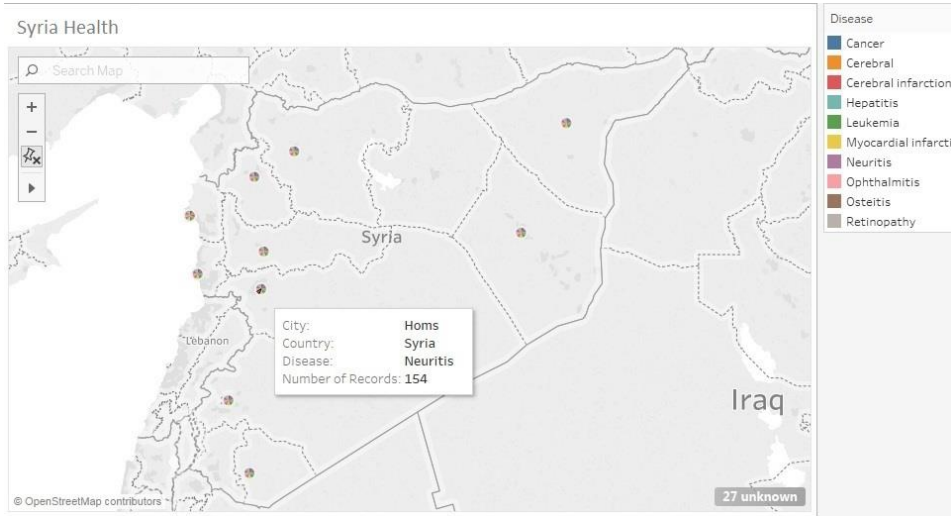 Syria Health
Search Map
Syria
Lebanon
City: Homs
Country: Syria
Disease: Neuritis
Number of Records: 154
Iraq
© OpenStreetMap contributors
27 unknown
Disease
Cancer
Cerebral
Cerebral infarction
Hepatitis
Leukemia
Myocardial infarcti
Neuritis
Ophthalmitis
Osteitis
Retinopathy